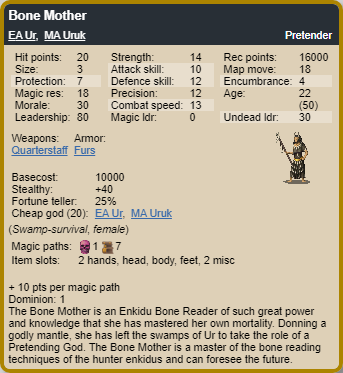 Bone Mother
EA Ur, MA Uruk Pretender
Hit points: 20 Strength: 14 Rec points: 16000
Size: 3 Attack skill: 10 Map move: 18
Protection: 7 Defence skill: 12 Encumbrance: 4
Magic res: 18 Precision: 12 Age: 22
Morale: 30 Combat speed: 13 (50)
Leadership: 80 Magic ldr: 0 Undead ldr: 30
Weapons: Armor:
Quarterstaff Furs
Basecost: 10000
Stealthy: +40
Fortune teller: 25%
Cheap god (20): EA Ur, MA Uruk
(Swamp-survival, female)
Magic paths: 1 7
Item slots: 2 hands, head, body, feet, 2 misc
+ 10 pts per magic path
Dominion: 1
The Bone Mother is an Enkidu Bone Reader of such great power
and knowledge that she has mastered her own mortality. Donning a
godly mantle, she has left the swamps of Ur to take the role of a
Pretending God. The Bone Mother is a master of the bone reading
techniques of the hunter enkidus and can foresee the future.